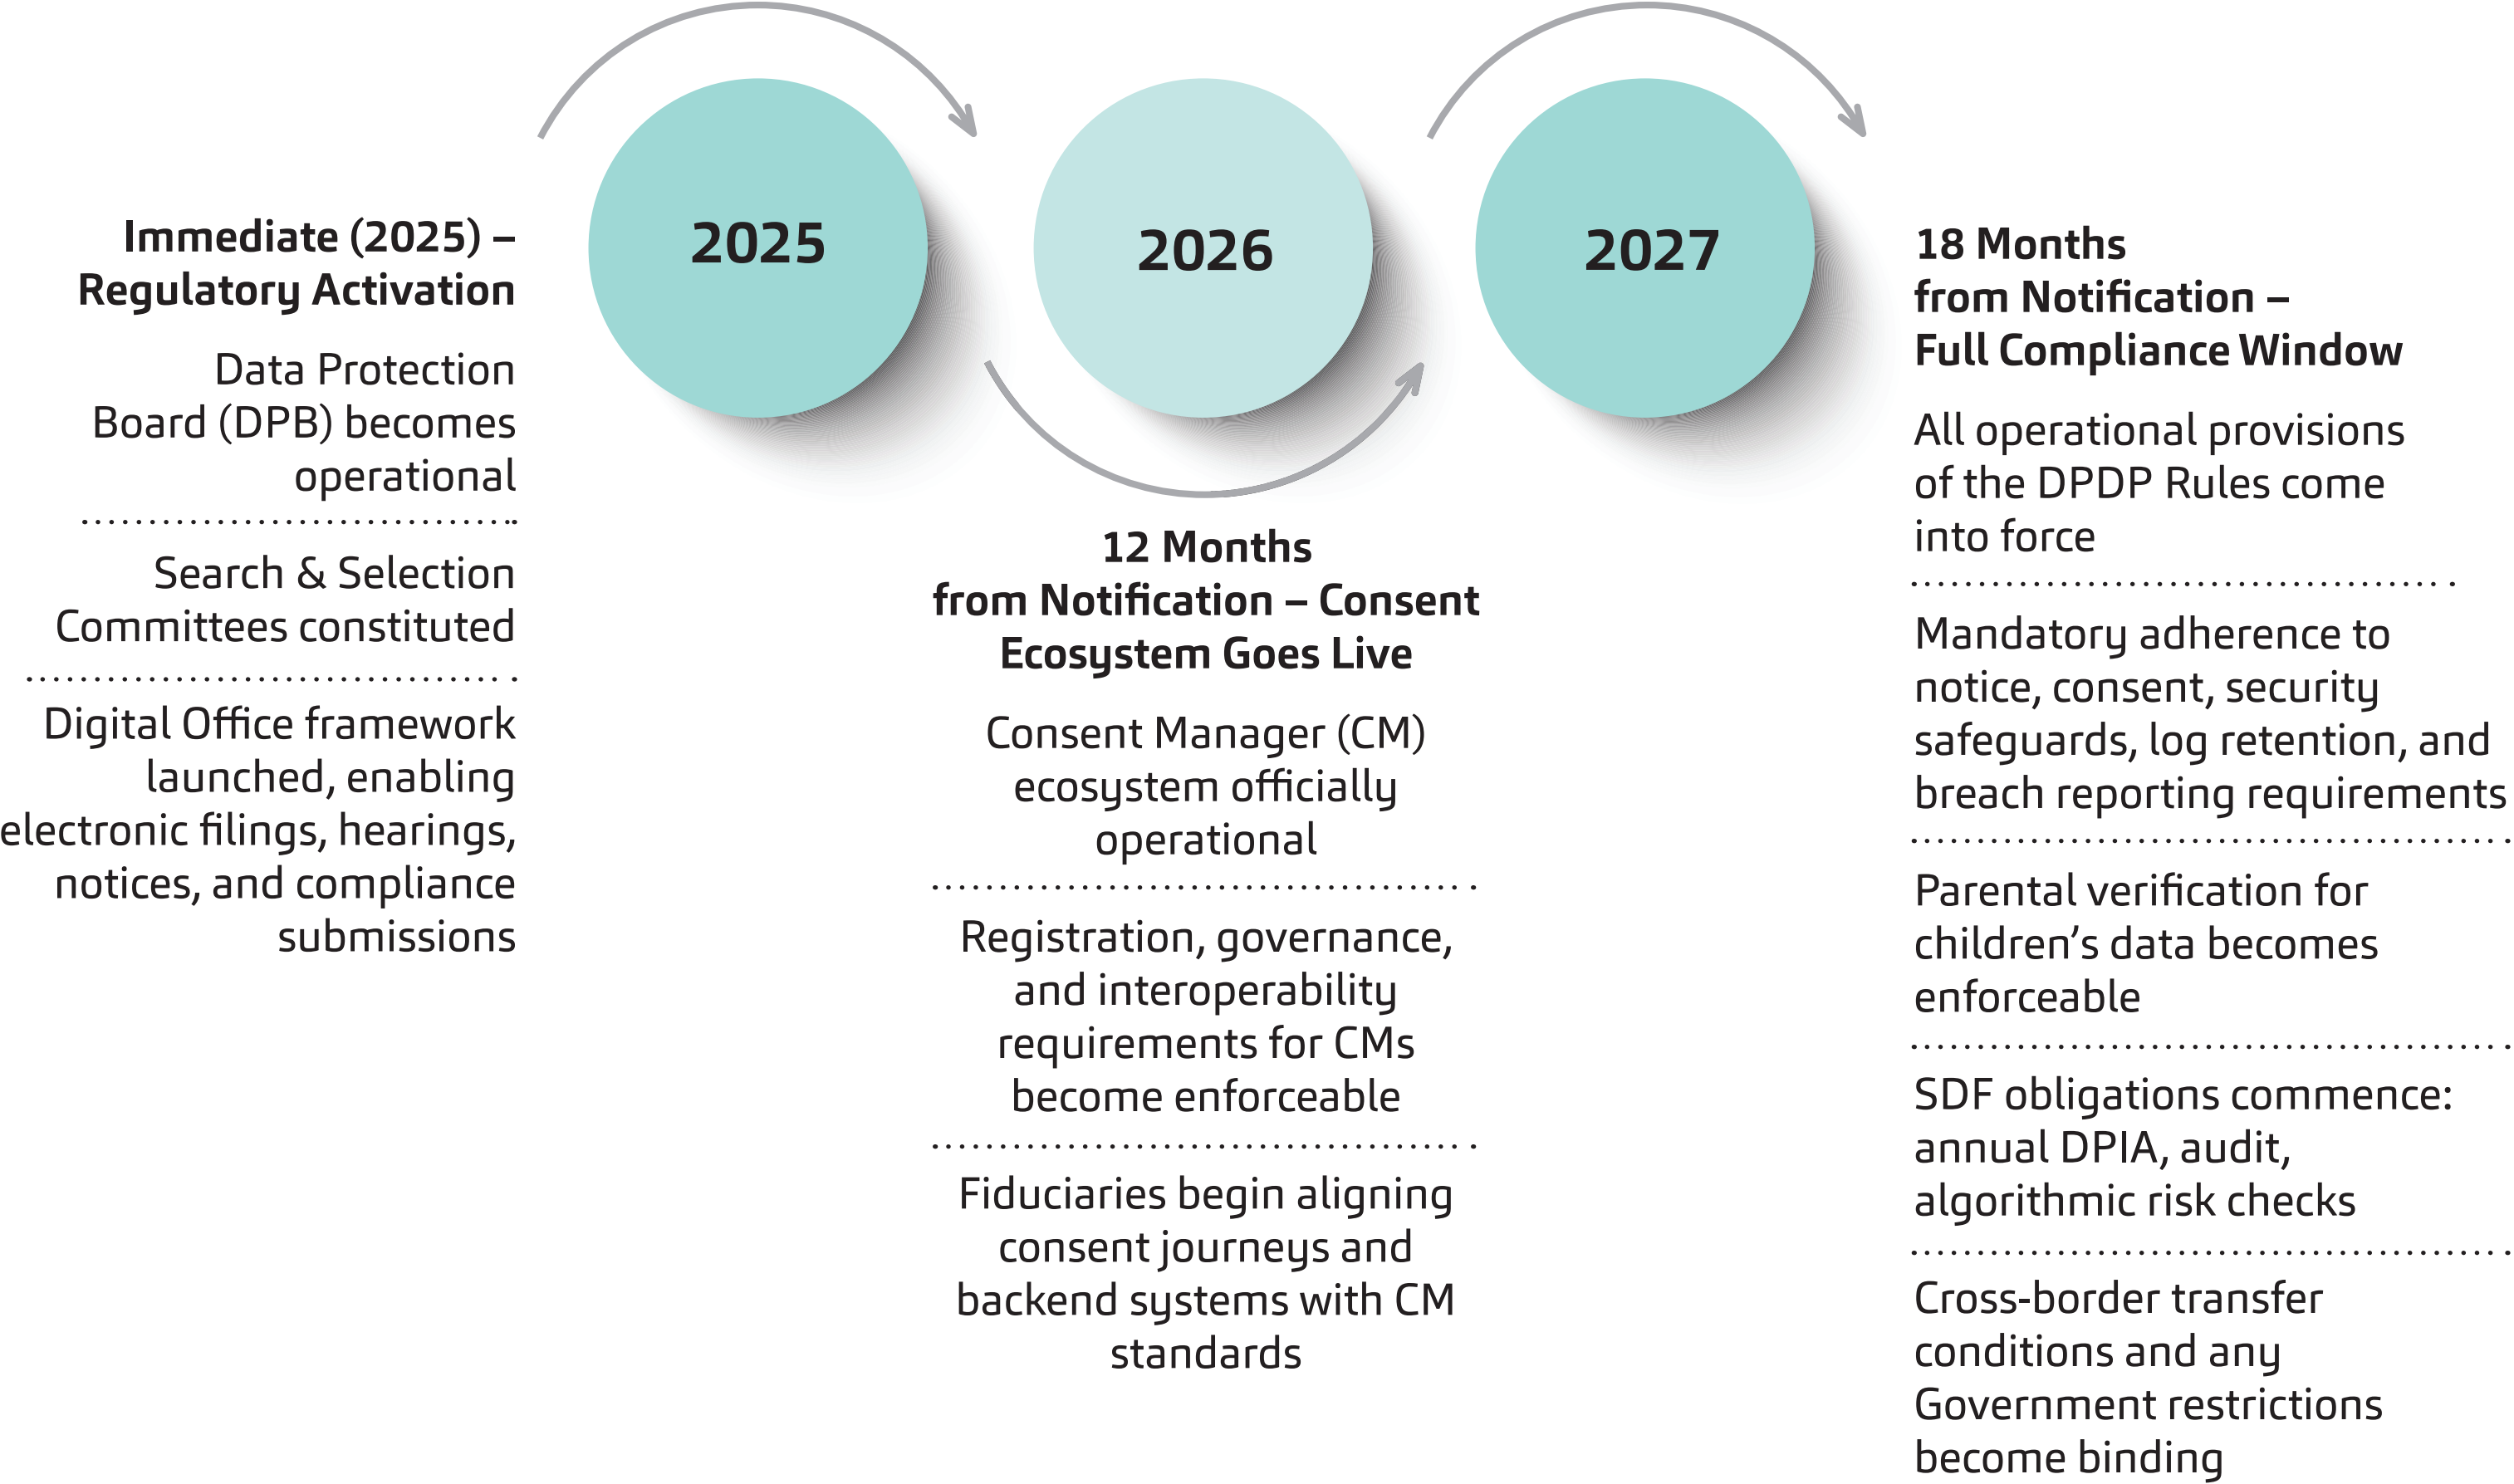 2025
2026
2027
Immediate (2025) –
Regulatory Activation
Data Protection
Board (DPB) becomes
operational
Search & Selection
Committees constituted
Digital Office framework
launched, enabling
electronic filings, hearings,
notices, and compliance
submissions
12 Months
from Notification – Consent
Ecosystem Goes Live
Consent Manager (CM)
ecosystem officially
operational
Registration, governance,
and interoperability
requirements for CMs
become enforceable
Fiduciaries begin aligning
consent journeys and
backend systems with CM
standards
18 Months
from Notification –
Full Compliance Window
All operational provisions
of the DPDP Rules come
into force
Mandatory adherence to
notice, consent, security
safeguards, log retention, and
breach reporting requirements
Parental verification for
children’s data becomes
enforceable
SDF obligations commence:
annual DPIA, audit,
algorithmic risk checks
Cross-border transfer
conditions and any
Government restrictions
become binding